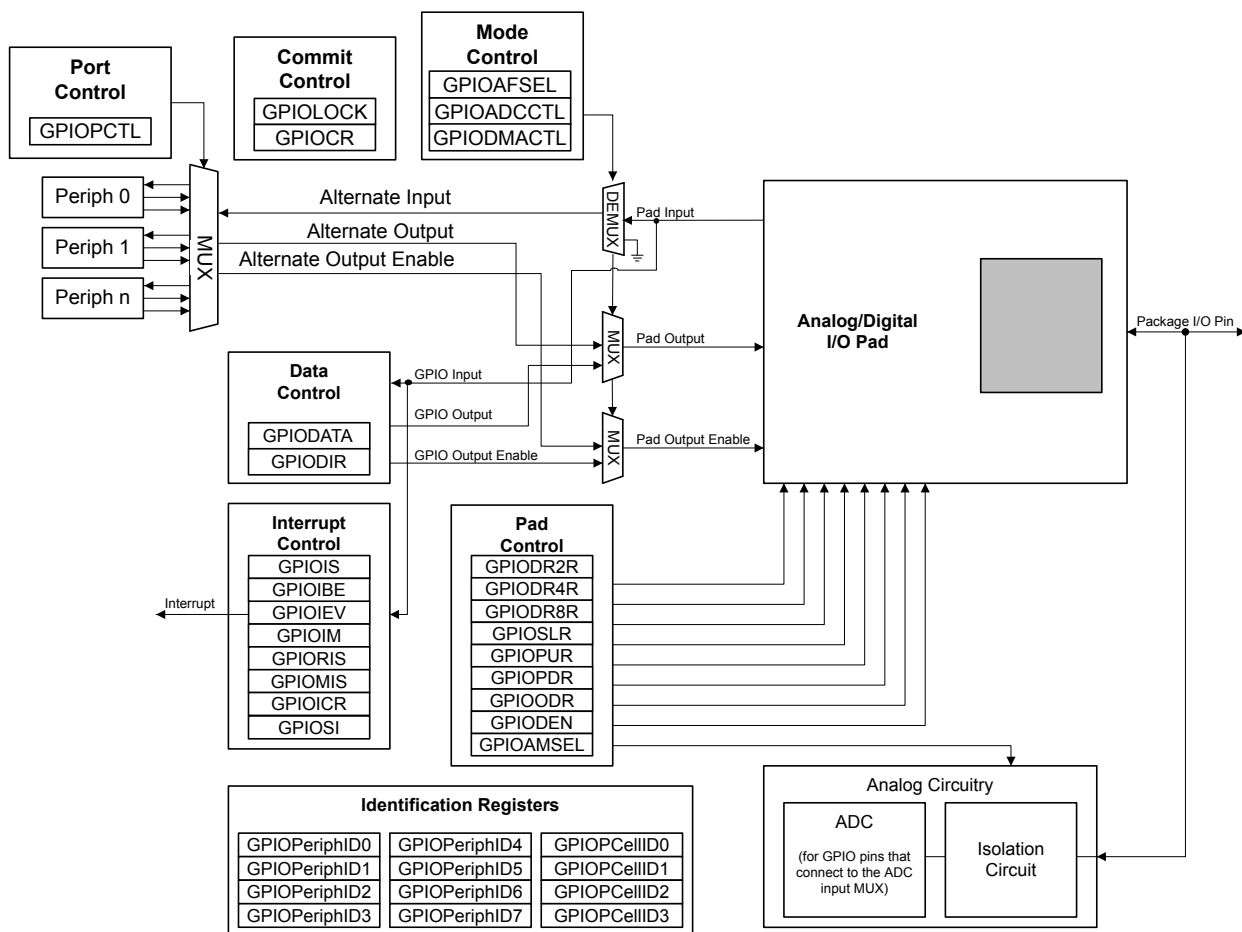 Port
Control
GPIOPCTL
Commit
Control
GPIOLOCK
GPIOCR
Mode
Control
GPIOAFSEL
GPIOADCCTL
GPIODMACTL
Periph 0
Periph 1
Periph n
MUX
Alternate Input
Alternate Output
Alternate Output Enable
DEMUX
Pad Input
MUX
Pad Output
MUX
Pad Output Enable
Analog/Digital
I/O Pad
Package I/O Pin
Data
Control
GPIODATA
GPIODIR
GPIO Input
GPIO Output
GPIO Output Enable
Interrupt
Control
GPIOIS
GPIOIBE
GPIOIEV
GPIOIM
GPIORIS
GPIOMIS
GPIOICR
GPIOSI
Interrupt
Pad
Control
GPIODR2R
GPIODR4R
GPIODR8R
GPIOSLR
GPIOPUR
GPIOPDR
GPIOODR
GPIODEN
GPIOAMSEL
Analog Circuitry
ADC
(for GPIO pins that
connect to the ADC
input MUX)
Isolation
Circuit
Identification Registers
GPIOPeriphID0
GPIOPeriphID1
GPIOPeriphID2
GPIOPeriphID3
GPIOPeriphID4
GPIOPeriphID5
GPIOPeriphID6
GPIOPeriphID7
GPIOPCellID0
GPIOPCellID1
GPIOPCellID2
GPIOPCellID3